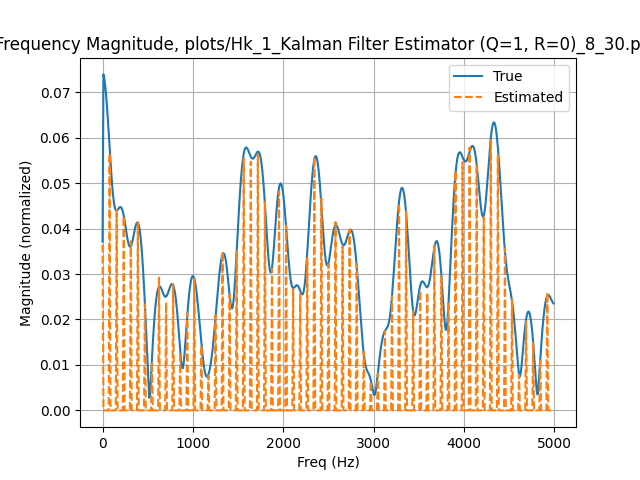 Frequency Magnitude, plots/Hk_1_Kalman Filter Estimator (Q=1, R=0)_8_30.p
True
Estimated
0.07
0.06
0.05
0.04
0.03
0.02
0.01
0.00
Magnitude (normalized)
0 1000 2000 3000 4000 5000
Freq (Hz)